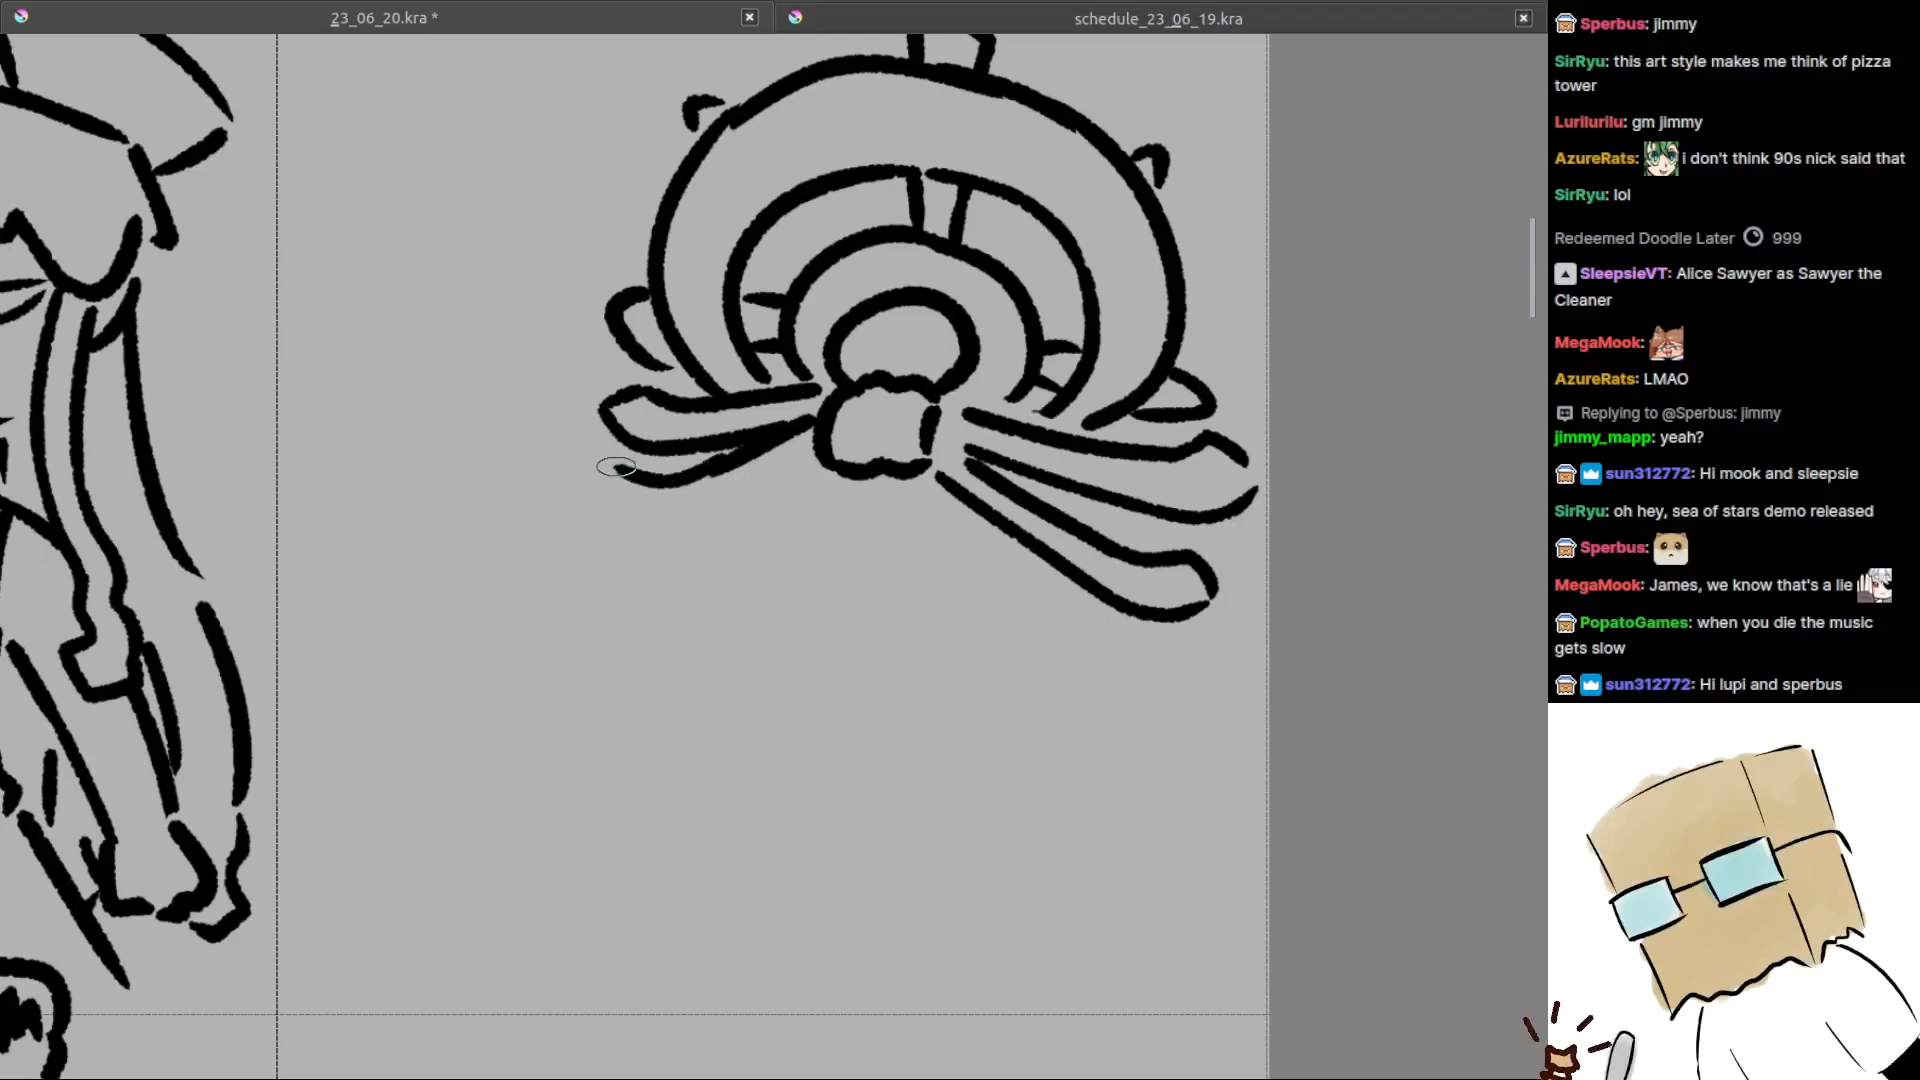 23_06_20.kra *
schedule_23_06_19.kra
Sperbus: jimmy
SirRyu: this art style makes me think of pizza
tower
Lurilurilu: gm jimmy
AzureRats: i don't think 90s nick said that
SirRyu: lol
Redeemed Doodle Later 999
SleepsieVT: Alice Sawyer as Sawyer the
Cleaner
MegaMook:
AzureRats: LMAO
Replying to @Sperbus: jimmy
jimmy_mapp: yeah?
sun312772: Hi mook and sleepsie
SirRyu: oh hey, sea of stars demo released
Sperbus:
MegaMook: James, we know that's a lie
PopatoGames: when you die the music
gets slow
sun312772: Hi lupi and sperbus